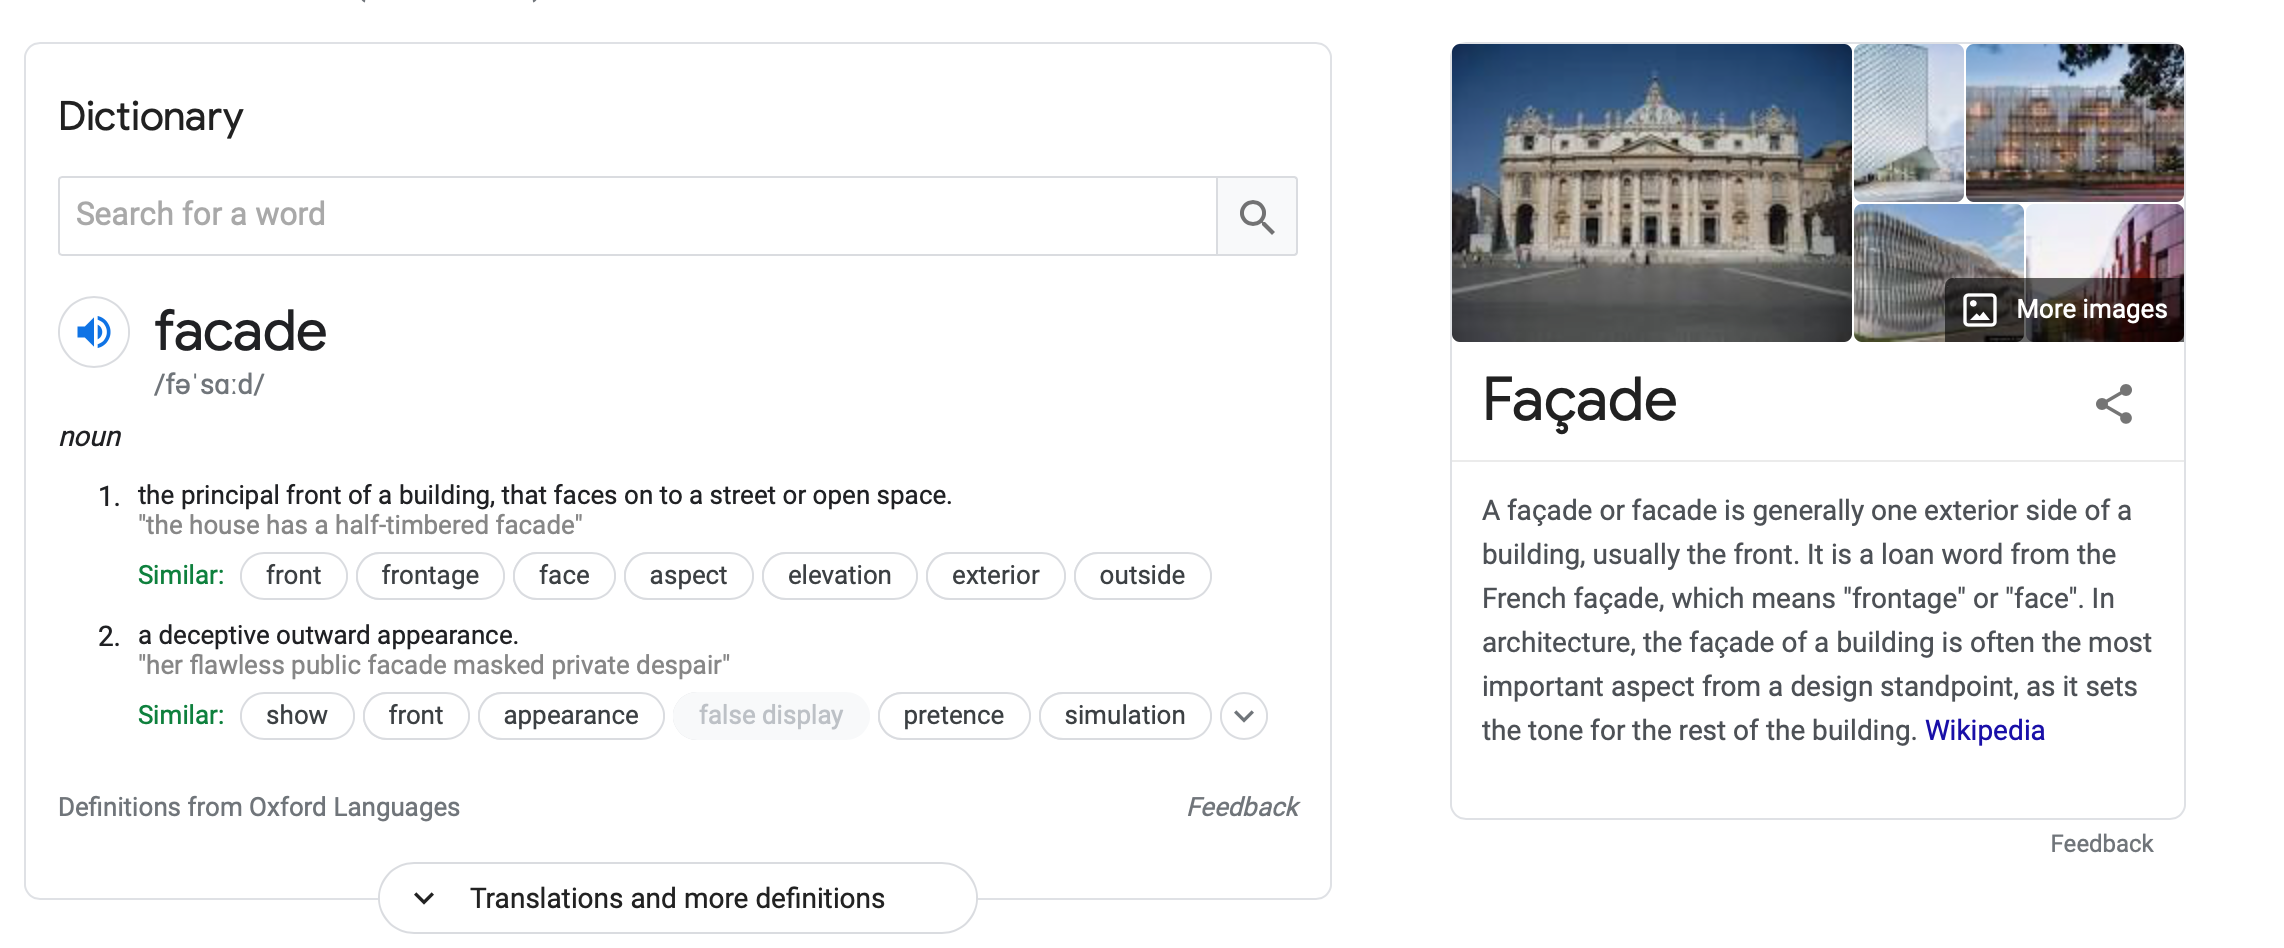 Dictionary
Search for a word
facade
/fəˈsɑːd/
noun
1. the principal front of a building, that faces on to a street or open space.
"the house has a half-timbered facade"
Similar: front frontage face aspect elevation exterior outside
2. a deceptive outward appearance.
"her flawless public facade masked private despair"
Similar: show front appearance false display pretence simulation
Definitions from Oxford Languages
Feedback
Translations and more definitions
More images
Façade
A façade or facade is generally one exterior side of a
building, usually the front. It is a loan word from the
French façade, which means "frontage" or "face". In
architecture, the façade of a building is often the most
important aspect from a design standpoint, as it sets
the tone for the rest of the building. Wikipedia
Feedback